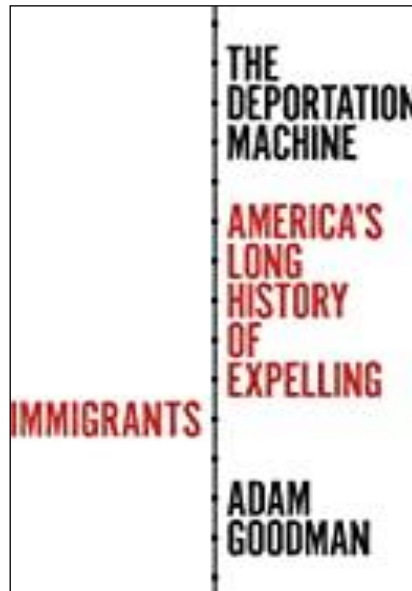 THE
DEPORTATION
MACHINE
AMERICA'S
LONG
HISTORY
OF
EXPELLING
IMMIGRANTS
ADAM
GOODMAN